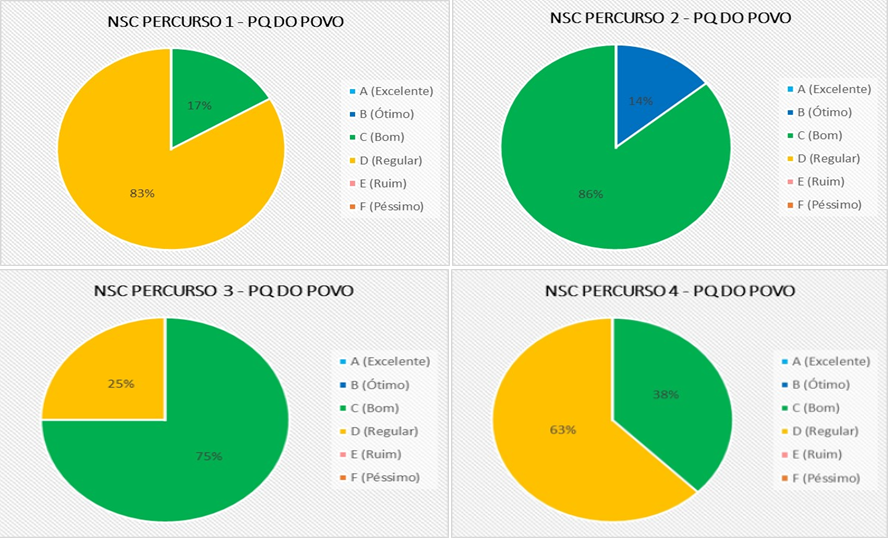 NSC PERCURSO 1 - PQ DO POVO
17%
83%
A (Excelente)
B (Ótimo)
C (Bom)
D (Regular)
E (Ruim)
F (Péssimo)
NSC PERCURSO 2 - PQ DO POVO
14%
86%
A (Excelente)
B (Ótimo)
C (Bom)
D (Regular)
E (Ruim)
F (Péssimo)
NSC PERCURSO 3 - PQ DO POVO
25%
75%
A (Excelente)
B (Ótimo)
C (Bom)
D (Regular)
E (Ruim)
F (Péssimo)
NSC PERCURSO 4 - PQ DO POVO
38%
63%
A (Excelente)
B (Ótimo)
C (Bom)
D (Regular)
E (Ruim)
F (Péssimo)